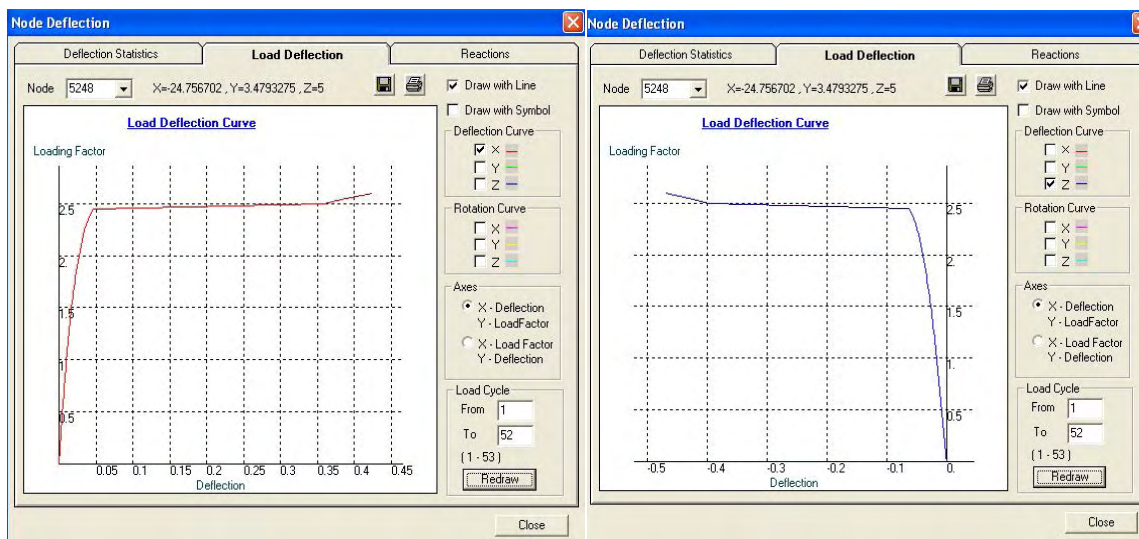 Node Deflection
Deflection Statistics Load Deflection Reactions
Node 5248 X=-24.756702 , Y=3.4793275 , Z=5
Draw with Line
Draw with Symbol
Load Deflection Curve
Loading Factor
2.5
2.
1.5
1.
0.5
0.05 0.1 0.15 0.2 0.25 0.3 0.35 0.4 0.45
Deflection
Deflection Curve
X
Y
Z
Rotation Curve
X
Y
Z
Axes
X - Deflection
Y - LoadFactor
X - Load Factor
Y - Deflection
Load Cycle
From 1
To 52
( 1 - 53 )
Redraw
Close
Node Deflection
Deflection Statistics Load Deflection Reactions
Node 5248 X=-24.756702 , Y=3.4793275 , Z=5
Draw with Line
Draw with Symbol
Load Deflection Curve
Loading Factor
2.5
2.
1.5
1.
0.5
-0.5 -0.4 -0.3 -0.2 -0.1 0.
Deflection
Deflection Curve
X
Y
Z
Rotation Curve
X
Y
Z
Axes
X - Deflection
Y - LoadFactor
X - Load Factor
Y - Deflection
Load Cycle
From 1
To 52
( 1 - 53 )
Redraw
Close